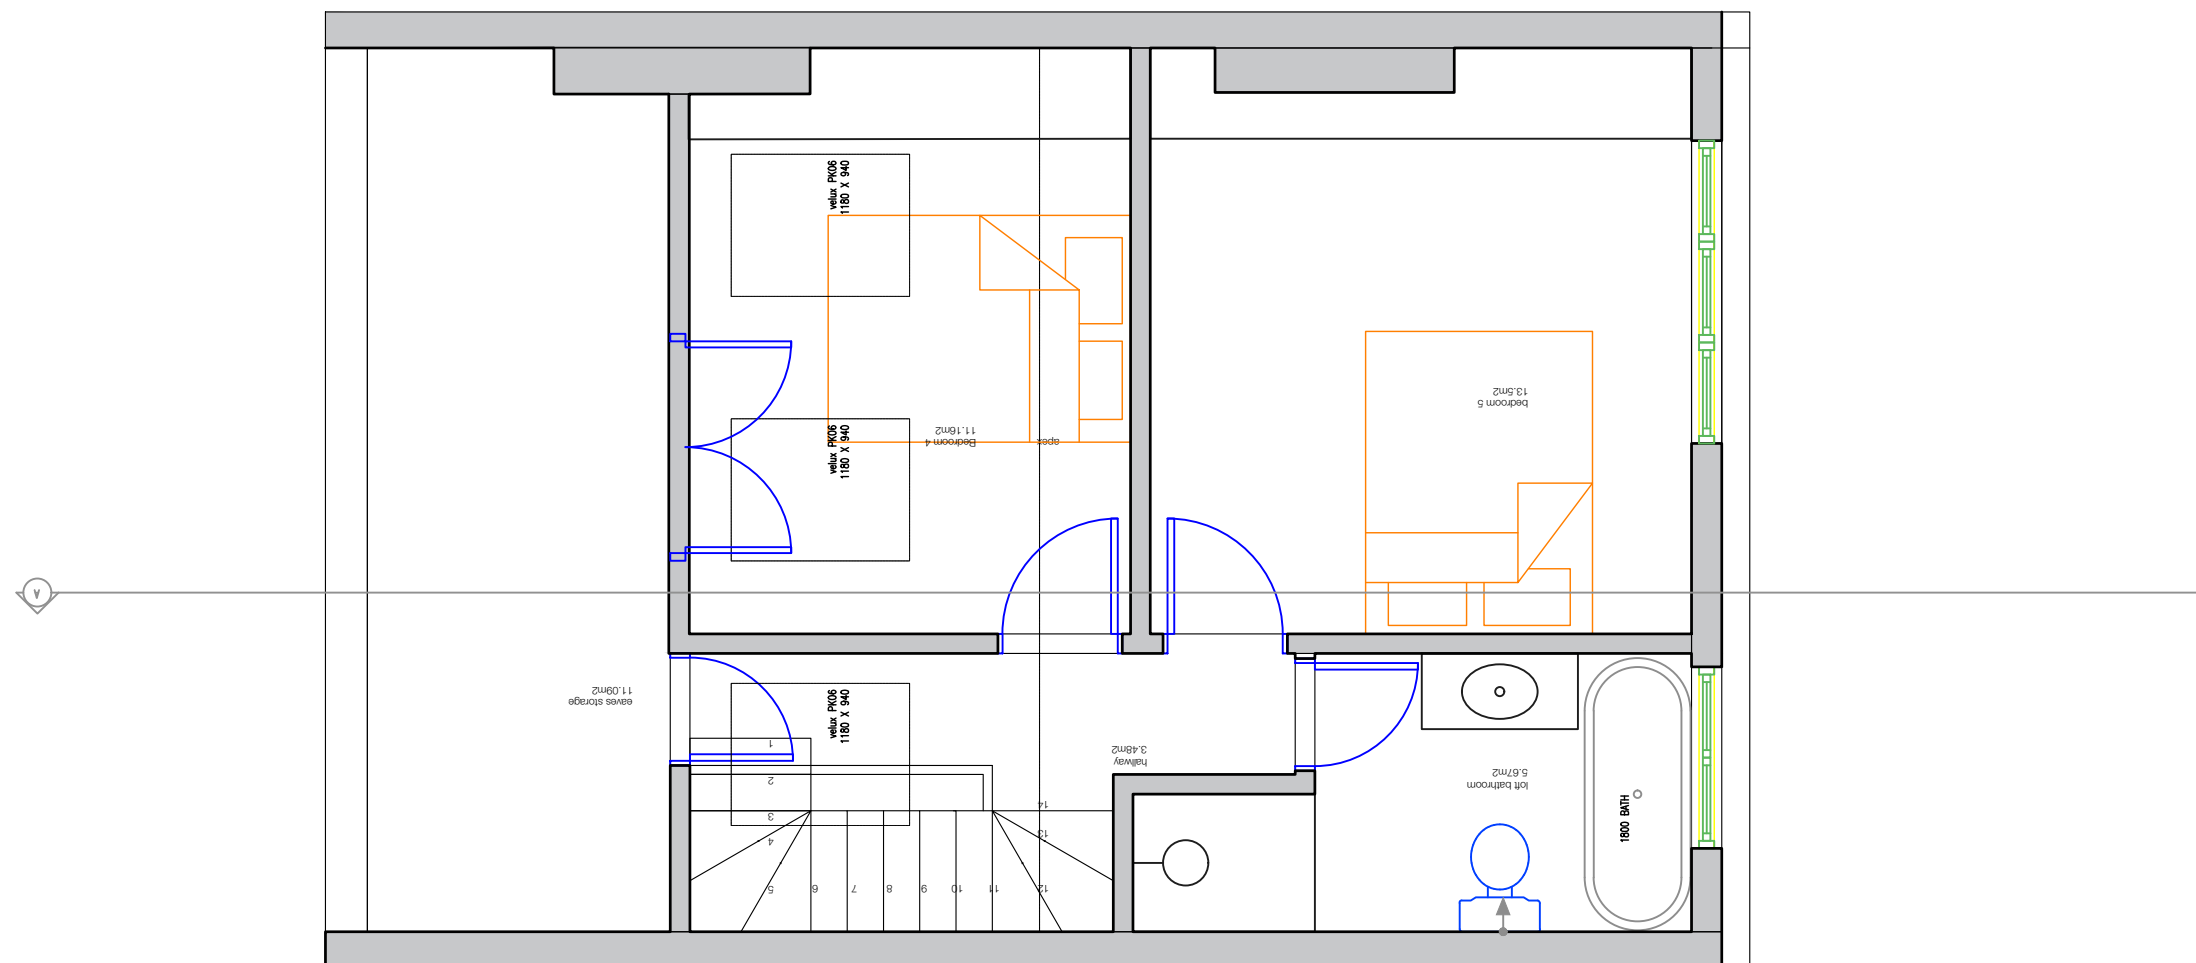 velux PK06
1180 X 940
bedroom 5
13.5m2
velux PK06
1180 X 940
Bedroom 4
11.16m2
apex
A
eaves storage
11.09m2
velux PK06
1180 X 940
hallway
3.48m2
loft bathroom
5.67m2
1800 BATH
1
2
3
4
5
6
7
8
9
10
11
12
13
14